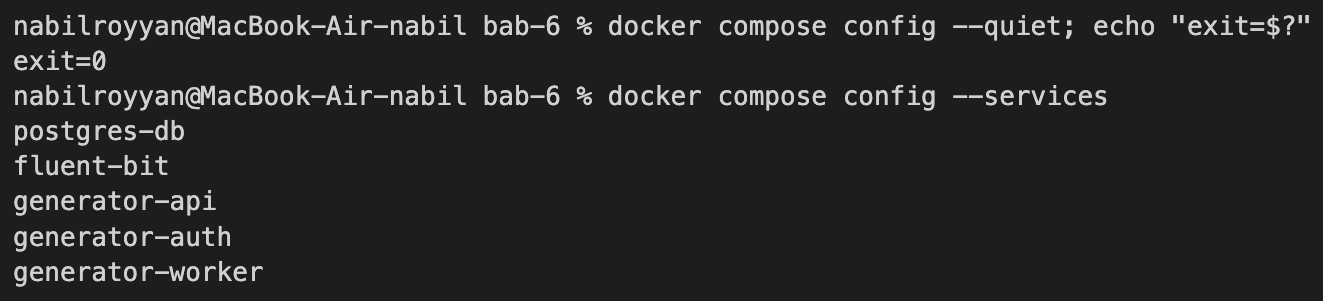 nabilroyyan@MacBook-Air-nabil bab-6 % docker compose config --quiet; echo "exit=$?"
exit=0
nabilroyyan@MacBook-Air-nabil bab-6 % docker compose config --services
postgres-db
fluent-bit
generator-api
generator-auth
generator-worker